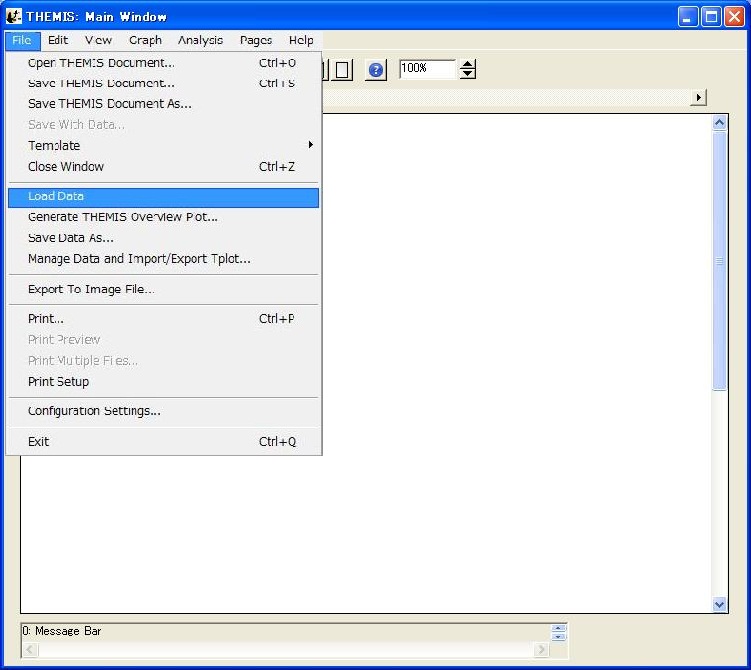 THEMIS: Main Window
File Edit View Graph Analysis Pages Help
Open THEMIS Document... Ctrl+O
Save THEMIS Document... Ctrl+S
Save THEMIS Document As...
Save With Data...
Template
Close Window Ctrl+Z
Load Data
Generate THEMIS Overview Plot...
Save Data As...
Manage Data and Import/Export Tplot...
Export To Image File...
Print... Ctrl+P
Print Preview
Print Multiple Files...
Print Setup
Configuration Settings...
Exit Ctrl+Q
100%
0: Message Bar